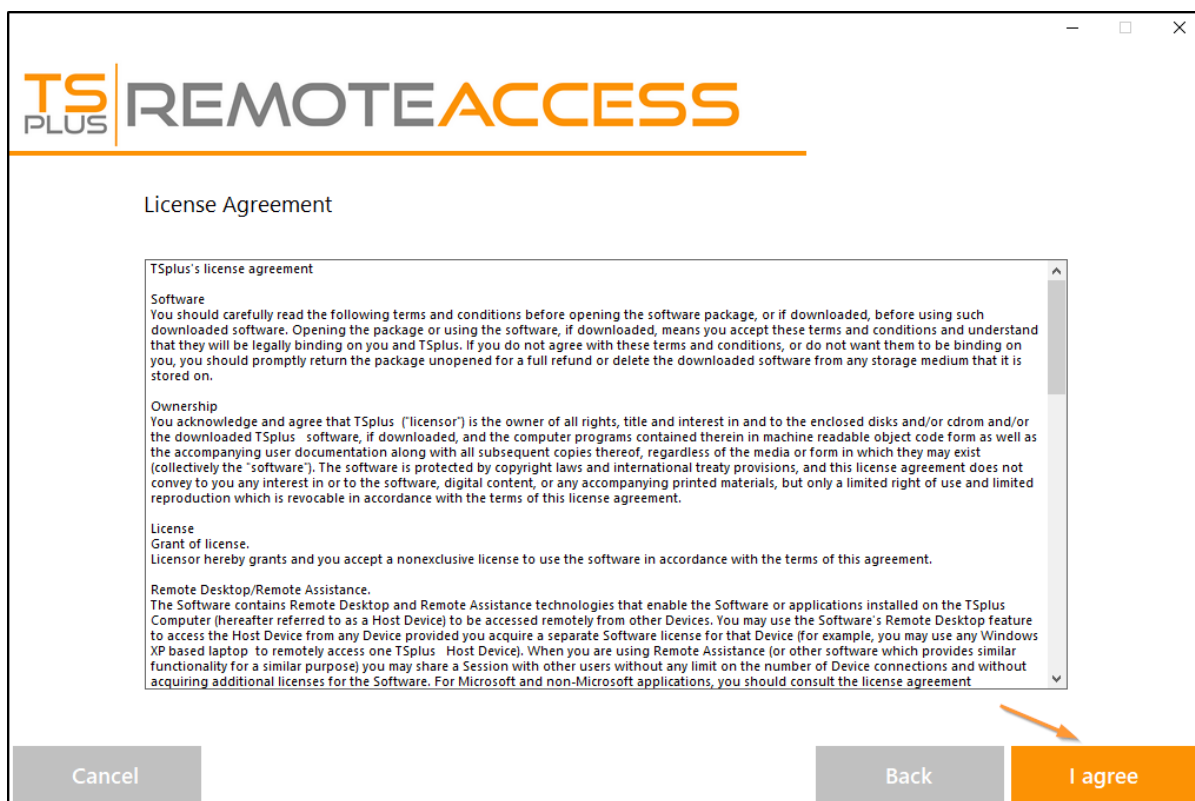 TS PLUS REMOTEACCESS
License Agreement
TSplus's license agreement
Software
You should carefully read the following terms and conditions before opening the software package, or if downloaded, before using such
downloaded software. Opening the package or using the software, if downloaded, means you accept these terms and conditions and understand
that they will be legally binding on you and TSplus. If you do not agree with these terms and conditions, or do not want them to be binding on
you, you should promptly return the package unopened for a full refund or delete the downloaded software from any storage medium that it is
stored on.
Ownership
You acknowledge and agree that TSplus ("licensor") is the owner of all rights, title and interest in and to the enclosed disks and/or cdrom and/or
the downloaded TSplus software, if downloaded, and the computer programs contained therein in machine readable object code form as well as
the accompanying user documentation along with all subsequent copies thereof, regardless of the media or form in which they may exist
(collectively the "software"). The software is protected by copyright laws and international treaty provisions, and this license agreement does not
convey to you any interest in or to the software, digital content, or any accompanying printed materials, but only a limited right of use and limited
reproduction which is revocable in accordance with the terms of this license agreement.
License
Grant of license.
Licensor hereby grants and you accept a nonexclusive license to use the software in accordance with the terms of this agreement.
Remote Desktop/Remote Assistance.
The Software contains Remote Desktop and Remote Assistance technologies that enable the Software or applications installed on the TSplus
Computer (hereafter referred to as a Host Device) to be accessed remotely from other Devices. You may use the Software's Remote Desktop feature
to access the Host Device from any Device provided you acquire a separate Software license for that Device (for example, you may use any Windows
XP based laptop to remotely access one TSplus Host Device). When you are using Remote Assistance (or other software which provides similar
functionality for a similar purpose) you may share a Session with other users without any limit on the number of Device connections and without
acquiring additional licenses for the Software. For Microsoft and non-Microsoft applications, you should consult the license agreement
Cancel
Back
I agree